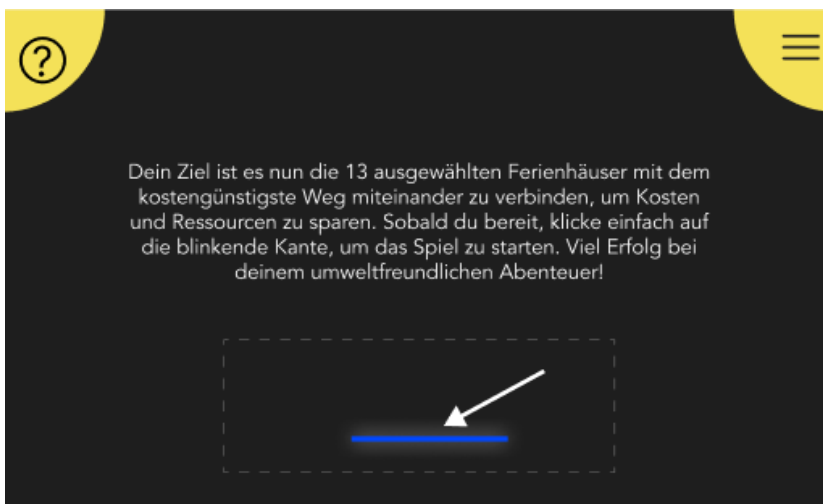 ?
Dein Ziel ist es nun die 13 ausgewählten Ferienhäuser mit dem
kostengünstigste Weg miteinander zu verbinden, um Kosten
und Ressourcen zu sparen. Sobald du bereit, klicke einfach auf
die blinkende Kante, um das Spiel zu starten. Viel Erfolg bei
deinem umweltfreundlichen Abenteuer!